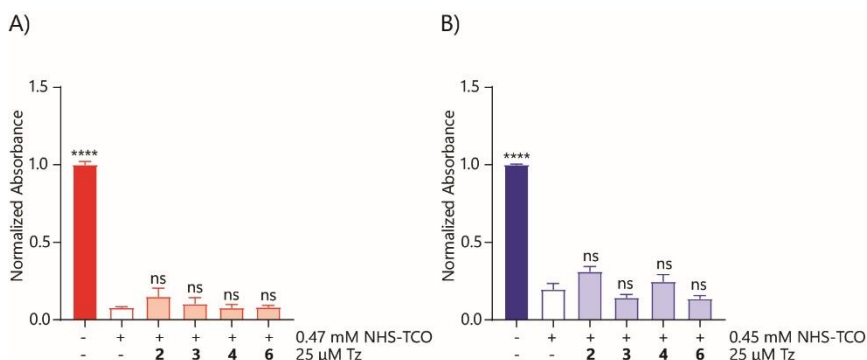 A)
Normalized Absorbance
1.5
1.0
0.5
0.0
****
ns
ns
ns
ns
- + + + + + 0.47 mM NHS-TCO
- - 2 3 4 6 25 µM Tz
B)
Normalized Absorbance
1.5
1.0
0.5
0.0
****
ns
ns
ns
ns
- + + + + + 0.45 mM NHS-TCO
- - 2 3 4 6 25 µM Tz